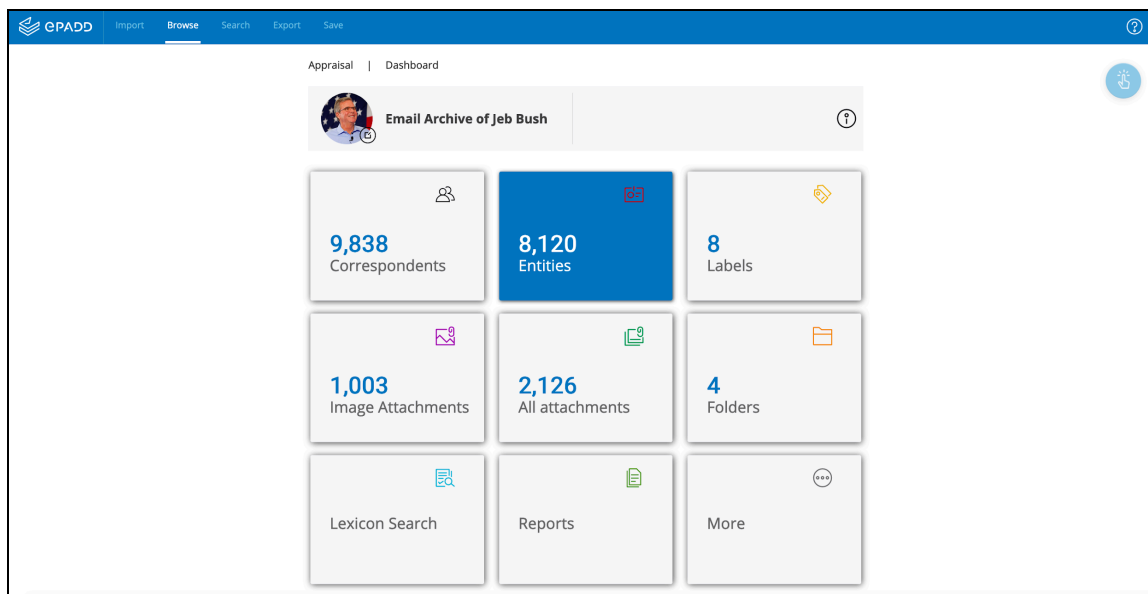 ePADD Import Browse Search Export Save
Appraisal | Dashboard
Email Archive of Jeb Bush
9,838 8,120 8
Correspondents Entities Labels
1,003 2,126 4
Image Attachments All attachments Folders
Lexicon Search Reports More